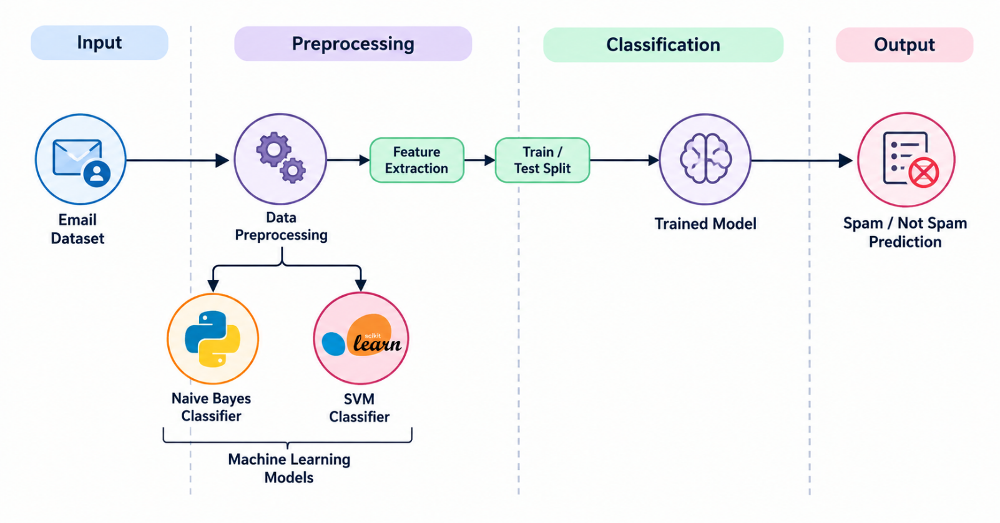 Input
Preprocessing
Classification
Output
Feature
Extraction
Train /
Test Split
Email
Dataset
Data
Preprocessing
Trained Model
Spam / Not Spam
Prediction
scikit
learn
Naive Bayes
Classifier
SVM
Classifier
Machine Learning
Models